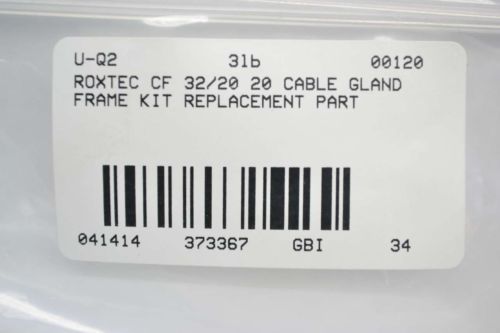 U-Q2 31b 00120
ROXTEC CF 32/20 20 CABLE GLAND
FRAME KIT REPLACEMENT PART
041414 373367 GBI 34